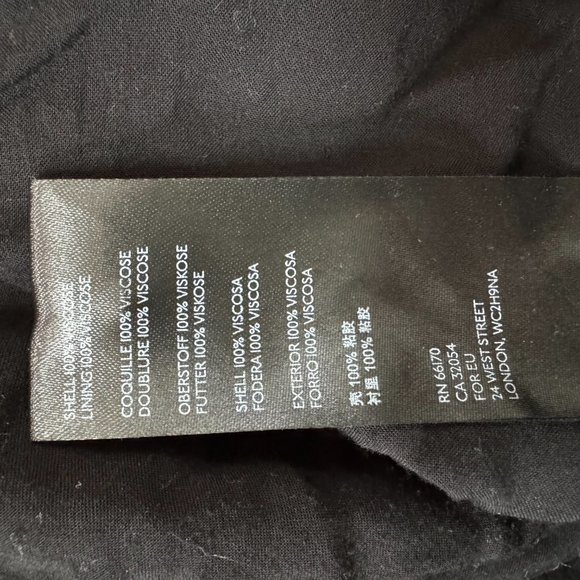 SHELL 100% VISCOSE
LINING 100% VISCOSE
COQUILLE 100% VISCOSE
DOUBLURE 100% VISCOSE
OBERSTOFF 100% VISKOSE
FUTTER 100% VISKOSE
SHELL 100% VISCOSA
FODERA 100% VISCOSA
EXTERIOR 100% VISCOSA
FORRO 100% VISCOSA
壳 100% 粘胶
衬里 100% 粘胶
RN 66170
CA 32054
FOR EU
24 WEST STREET
LONDON, WC2H9NA